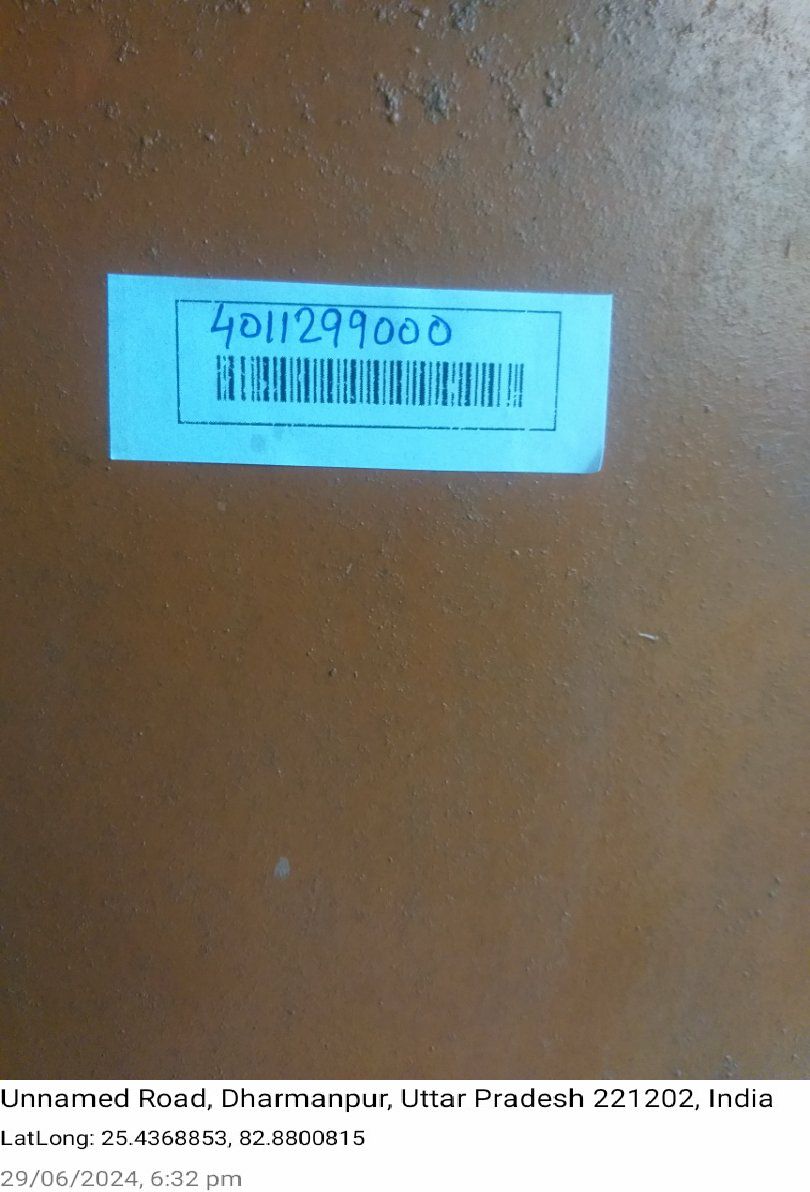 4011299000
Unnamed Road, Dharmanpur, Uttar Pradesh 221202, India
LatLong: 25.4368853, 82.8800815
29/06/2024, 6:32 pm